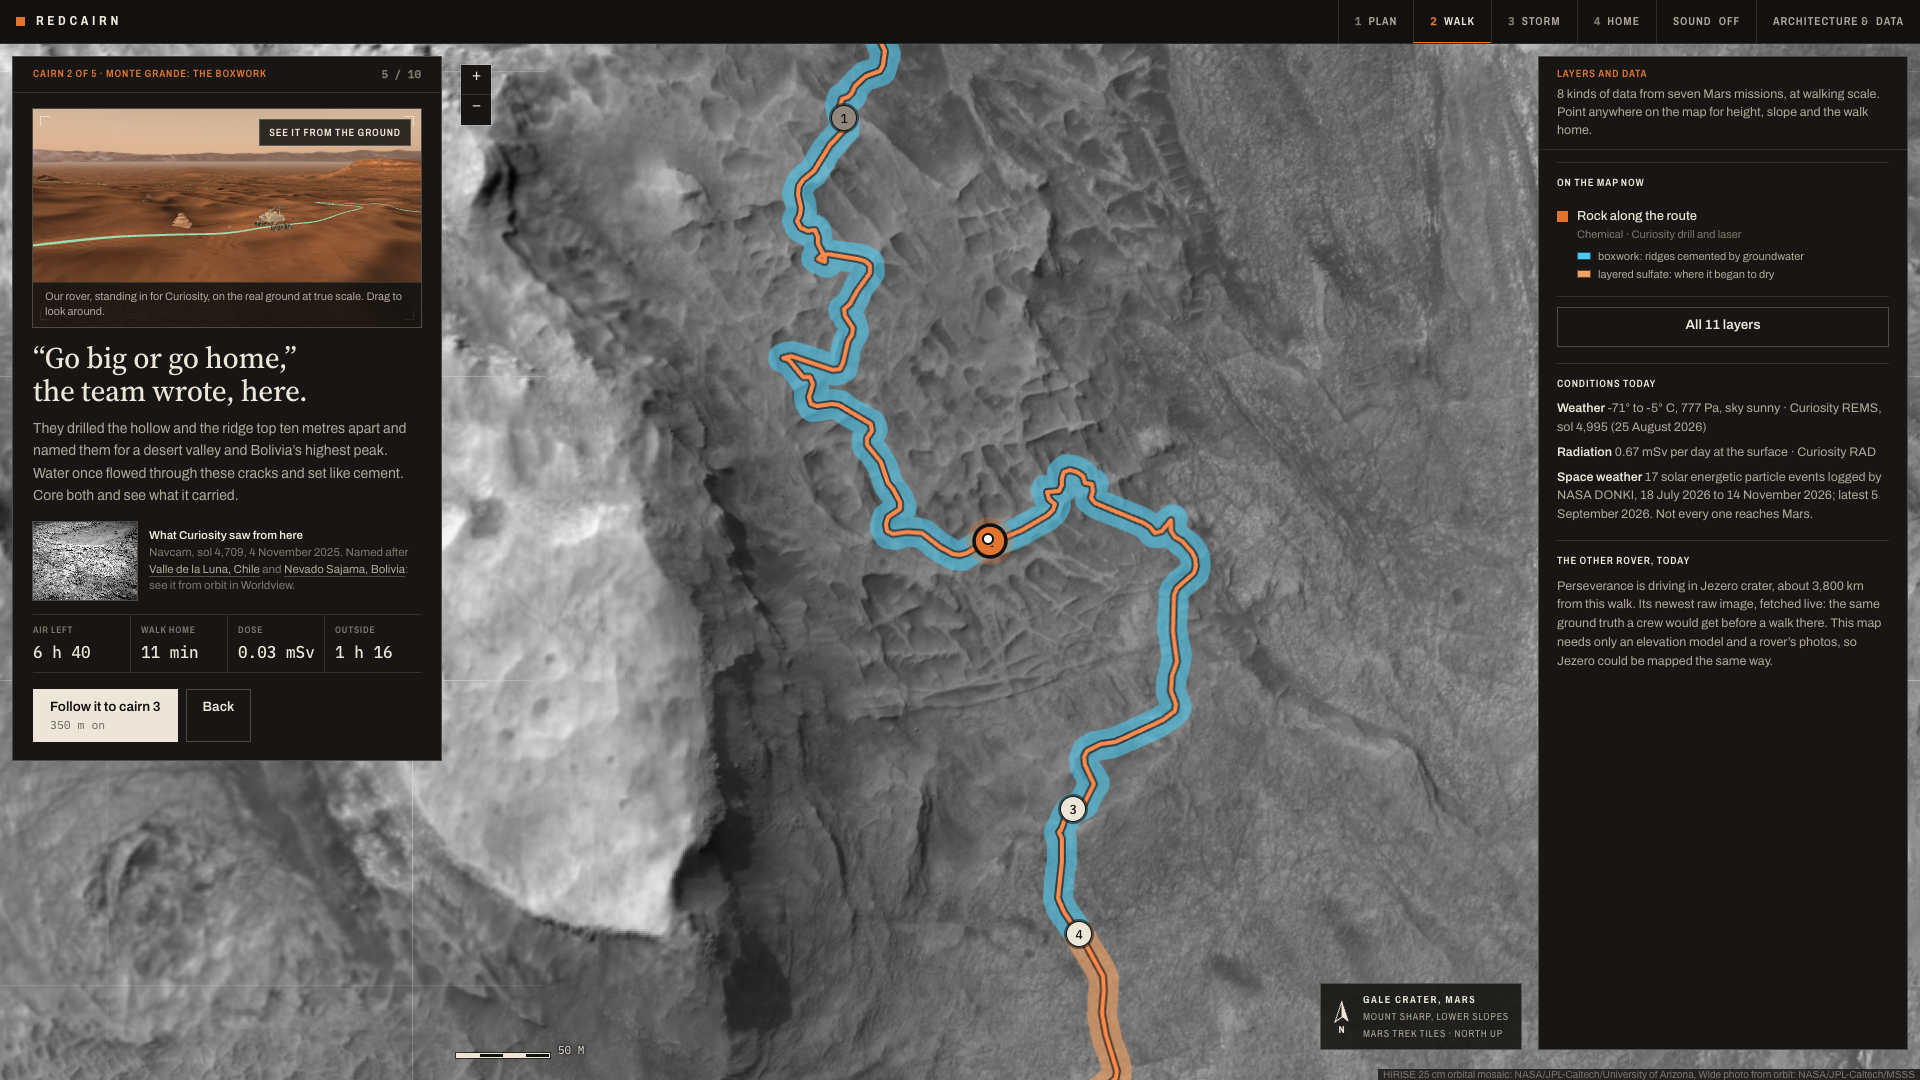 REDCAIRN
1 PLAN
2 WALK
3 STORM
4 HOME
SOUND OFF
ARCHITECTURE & DATA
CAIRN 2 OF 5 · MONTE GRANDE: THE BOXWORK
5 / 10
SEE IT FROM THE GROUND
Our rover, standing in for Curiosity, on the real ground at true scale. Drag to
look around.
“Go big or go home,”
the team wrote, here.
They drilled the hollow and the ridge top ten metres apart and
named them for a desert valley and Bolivia’s highest peak.
Water once flowed through these cracks and set like cement.
Core both and see what it carried.
What Curiosity saw from here
Navcam, sol 4,709, 4 November 2025. Named after
Valle de la Luna, Chile and Nevado Sajama, Bolivia:
see it from orbit in Worldview.
AIR LEFT
6 h 40
WALK HOME
11 min
DOSE
0.03 mSv
OUTSIDE
1 h 16
Follow it to cairn 3
350 m on
Back
+
−
1
3
4
50 M
GALE CRATER, MARS
MOUNT SHARP, LOWER SLOPES
MARS TREK TILES · NORTH UP
N
LAYERS AND DATA
8 kinds of data from seven Mars missions, at walking scale.
Point anywhere on the map for height, slope and the walk
home.
ON THE MAP NOW
Rock along the route
Chemical · Curiosity drill and laser
boxwork: ridges cemented by groundwater
layered sulfate: where it began to dry
All 11 layers
CONDITIONS TODAY
Weather -71° to -5° C, 777 Pa, sky sunny · Curiosity REMS,
sol 4,995 (25 August 2026)
Radiation 0.67 mSv per day at the surface · Curiosity RAD
Space weather 17 solar energetic particle events logged by
NASA DONKI, 18 July 2026 to 14 November 2026; latest 5
September 2026. Not every one reaches Mars.
THE OTHER ROVER, TODAY
Perseverance is driving in Jezero crater, about 3,800 km
from this walk. Its newest raw image, fetched live: the same
ground truth a crew would get before a walk there. This map
needs only an elevation model and a rover’s photos, so
Jezero could be mapped the same way.
HiRISE 25 cm orbital mosaic: NASA/JPL-Caltech/University of Arizona, Wide photo from orbit: NASA/JPL-Caltech/MSSS